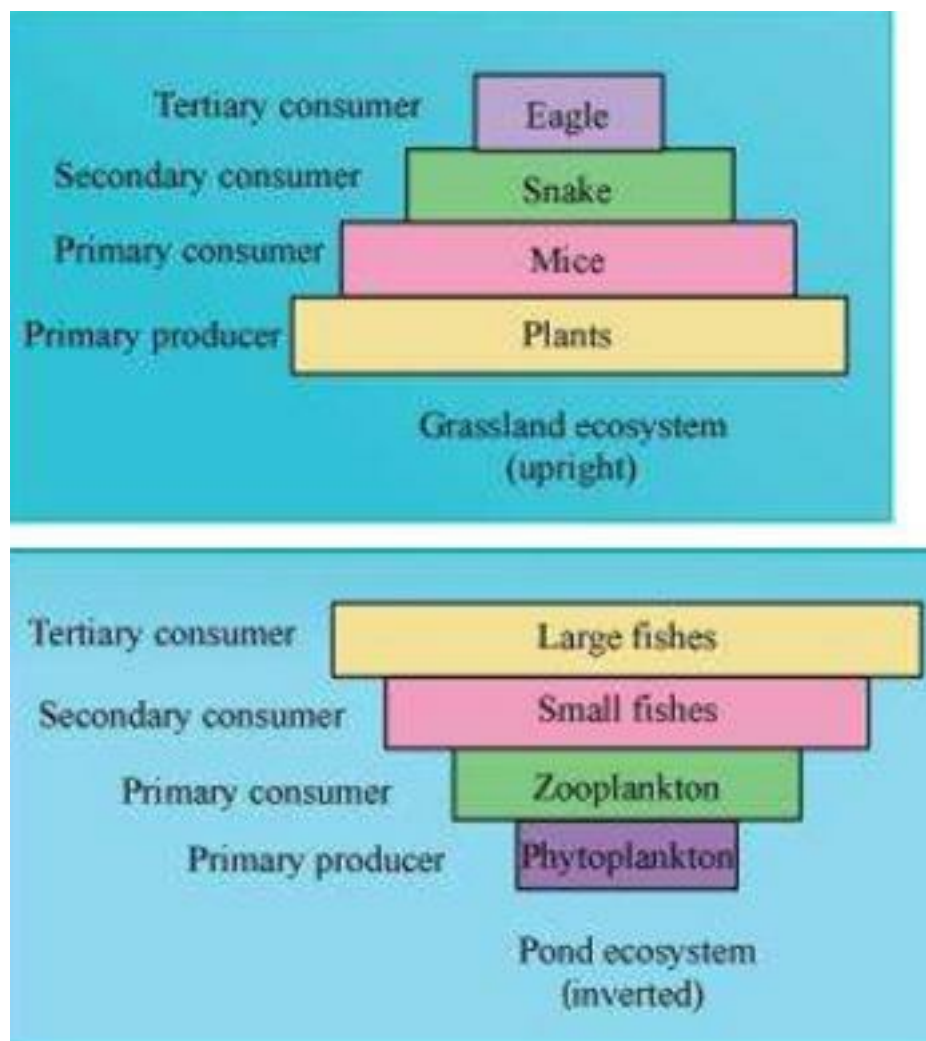 Tertiary consumer
Eagle
Secondary consumer
Snake
Primary consumer
Mice
Primary producer
Plants
Grassland ecosystem
(upright)
Tertiary consumer
Large fishes
Secondary consumer
Small fishes
Primary consumer
Zooplankton
Primary producer
Phytoplankton
Pond ecosystem
(inverted)